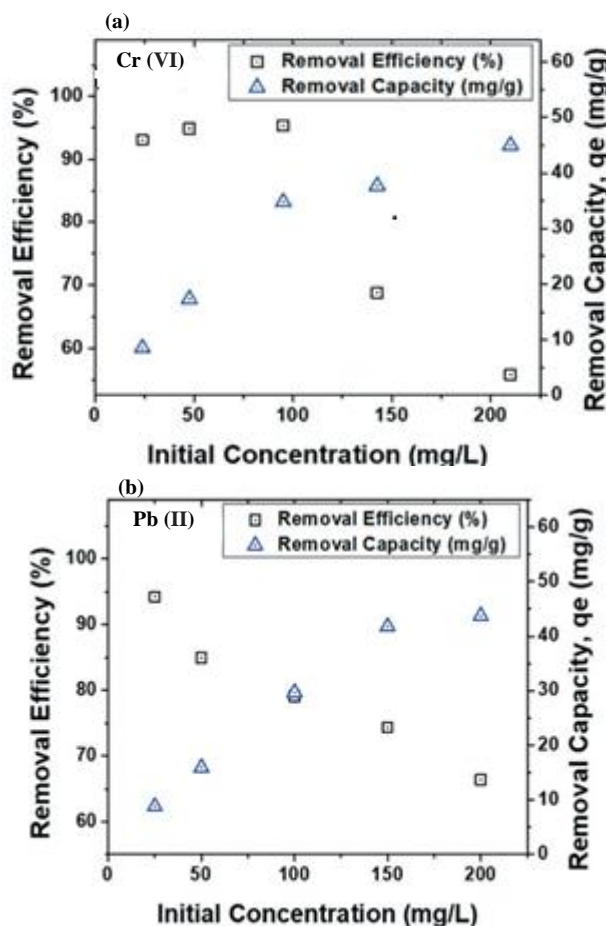 (a)
Cr (VI)
Removal Efficiency (%)
Removal Capacity (mg/g)
Removal Efficiency (%)
100
90
80
70
60
Removal Capacity, qe (mg/g)
60
50
40
30
20
10
0
0 50 100 150 200
Initial Concentration (mg/L)
(b)
Pb (II)
Removal Efficiency (%)
Removal Capacity (mg/g)
Removal Efficiency (%)
100
90
80
70
60
Removal Capacity, qe (mg/g)
60
50
40
30
20
10
0
0 50 100 150 200
Initial Concentration (mg/L)